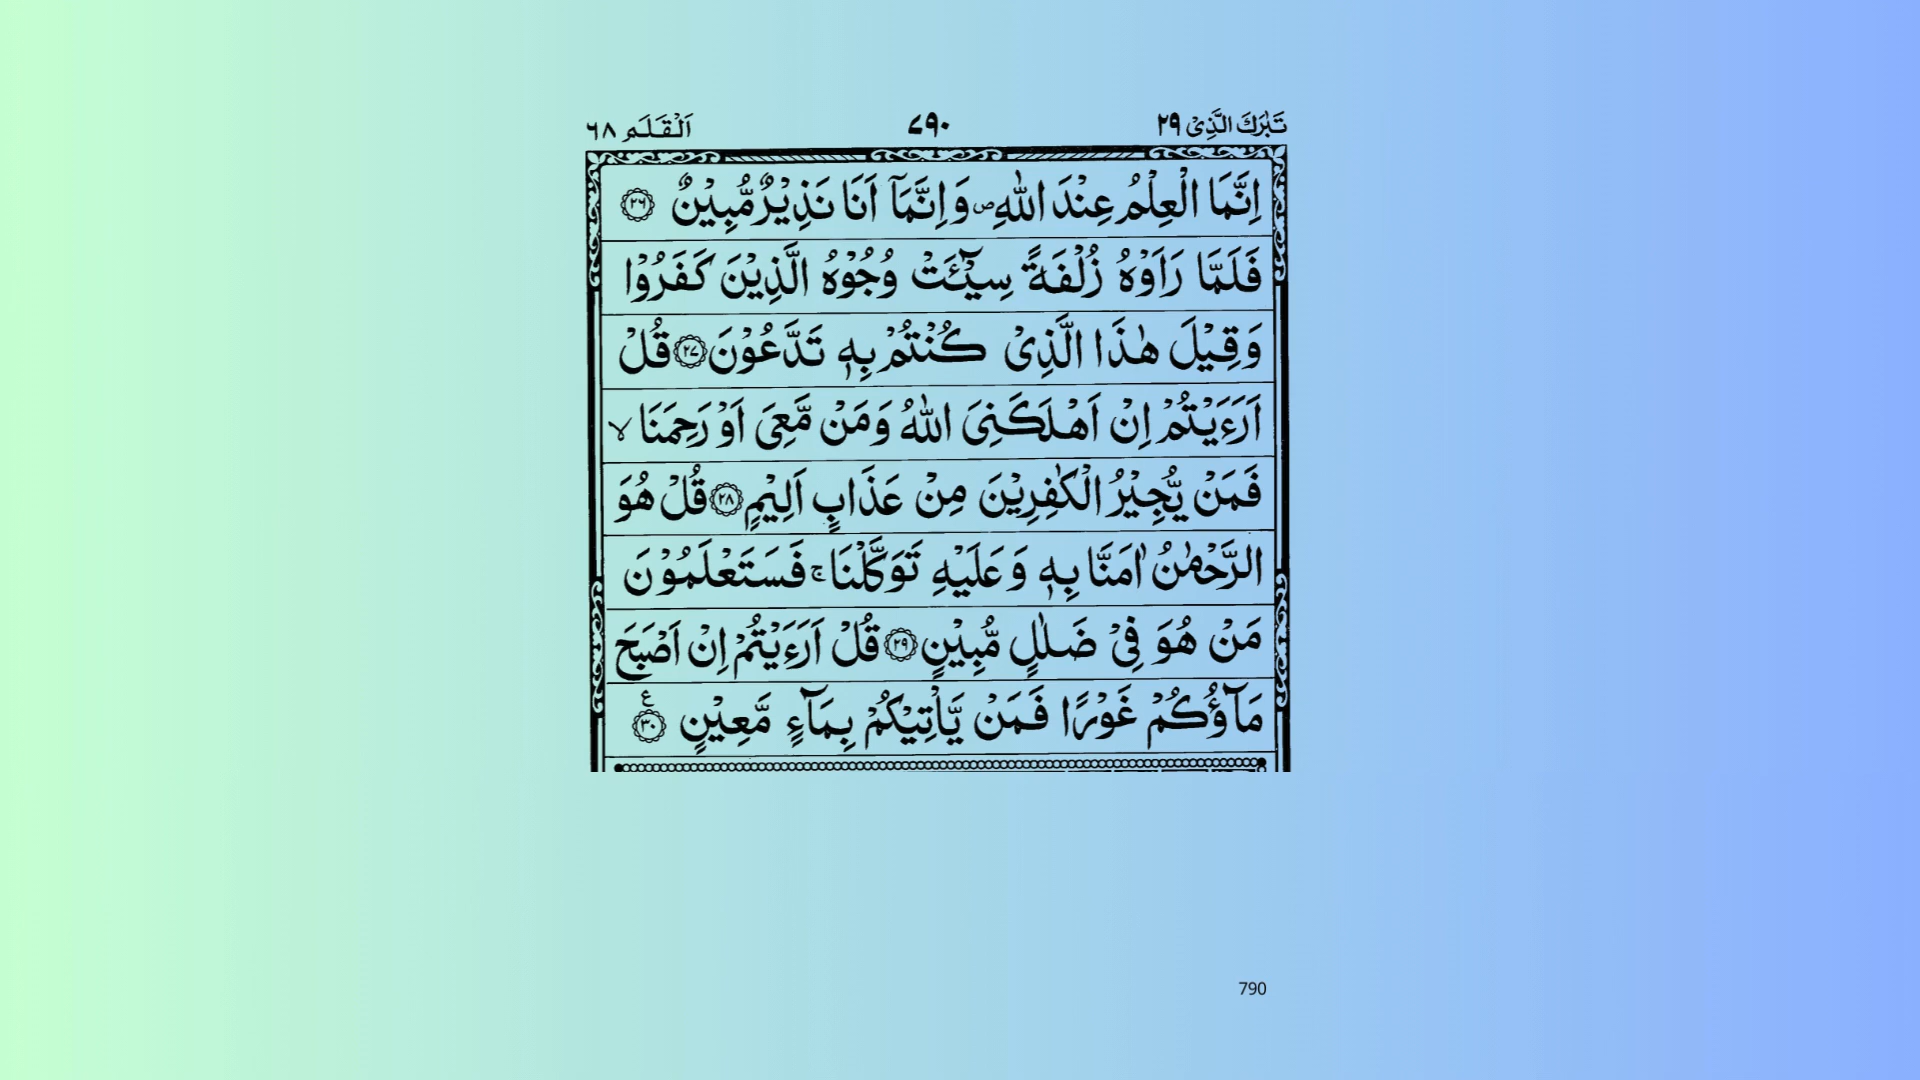 تَبٰرَكَ الَّذِیْ ٢٩ ٧٩٠ اَلْقَلَم ٦٨
اِنَّمَا الْعِلْمُ عِنْدَ اللّٰهِ ۪ وَاِنَّمَاۤ اَنَا نَذِیْرٌ مُّبِیْنٌ ٢٦
فَلَمَّا رَاَوْهُ زُلْفَةً سِیْٓـَٔتْ وُجُوْهُ الَّذِیْنَ كَفَرُوْا
وَقِیْلَ هٰذَا الَّذِیْ كُنْتُمْ بِهٖ تَدَّعُوْنَ ٢٧ قُلْ
اَرَءَیْتُمْ اِنْ اَهْلَكَنِیَ اللّٰهُ وَمَنْ مَّعِیَ اَوْ رَحِمَنَا ۙ
فَمَنْ یُّجِیْرُ الْكٰفِرِیْنَ مِنْ عَذَابٍ اَلِیْمٍ ٢٨ قُلْ هُوَ
الرَّحْمٰنُ اٰمَنَّا بِهٖ وَعَلَیْهِ تَوَكَّلْنَا ۚ فَسَتَعْلَمُوْنَ
مَنْ هُوَ فِیْ ضَلٰلٍ مُّبِیْنٍ ٢٩ قُلْ اَرَءَیْتُمْ اِنْ اَصْبَحَ
مَآؤُكُمْ غَوْرًا فَمَنْ یَّاْتِیْكُمْ بِمَآءٍ مَّعِیْنٍ ٣٠ ع
790